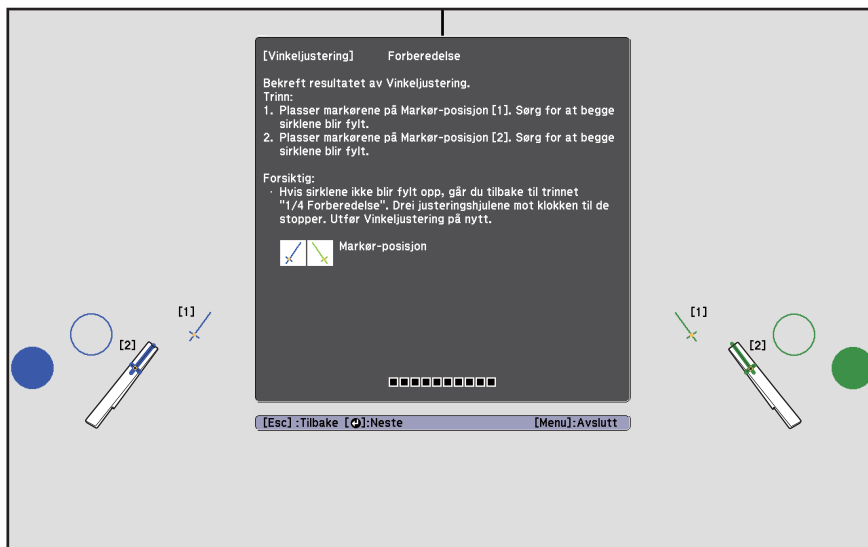 [Vinkeljustering] Forberedelse
Bekreft resultatet av Vinkeljustering.
Trinn:
1. Plasser markørene på Markør-posisjon [1]. Sørg for at begge
sirklene blir fylt.
2. Plasser markørene på Markør-posisjon [2]. Sørg for at begge
sirklene blir fylt.
Forsiktig:
· Hvis sirklene ikke blir fylt opp, går du tilbake til trinnet
"1/4 Forberedelse". Drei justeringshjulene mot klokken til de
stopper. Utfør Vinkeljustering på nytt.
Markør-posisjon
[1]
[2]
[1]
[2]
[Esc] :Tilbake [↵]:Neste [Menu]:Avslutt